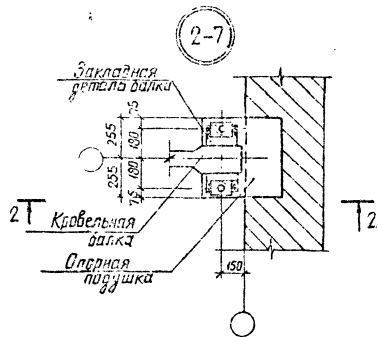 2-7
Закладная
деталь балки
255
255
75
180
180
75
Кровельная
балка
Опорная
подушка
150
2
2